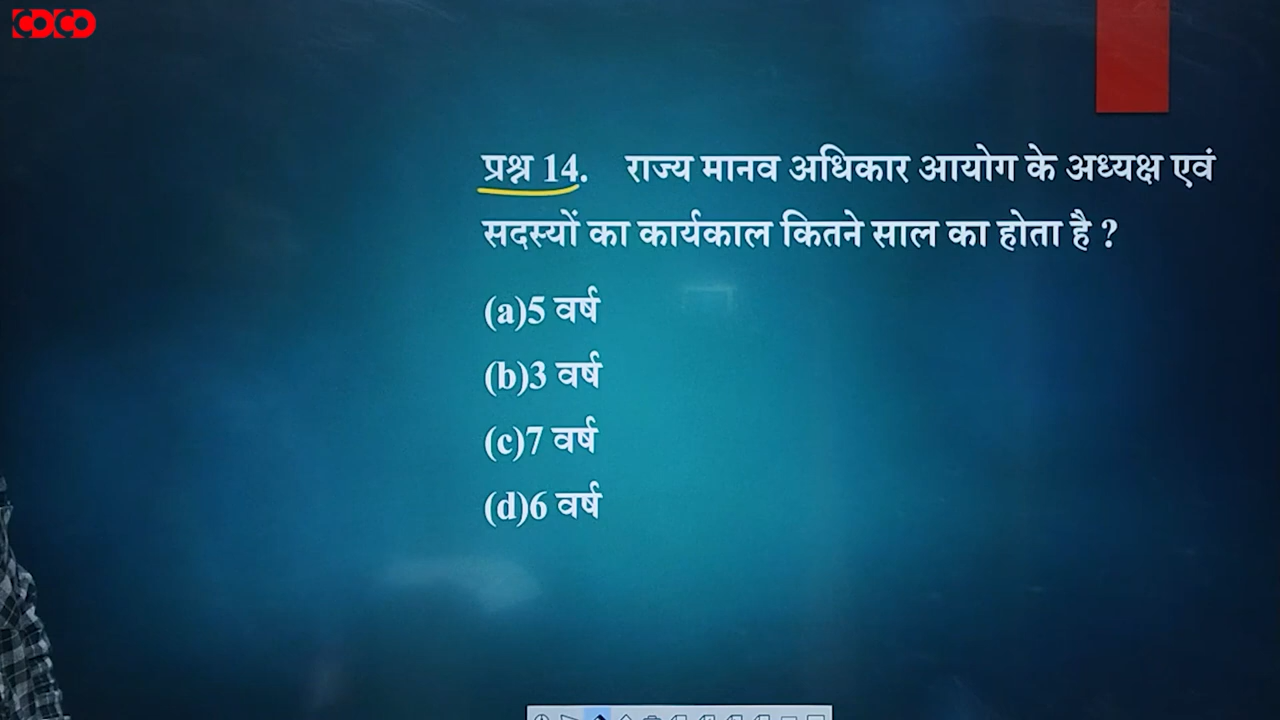 COCO
प्रश्न 14. राज्य मानव अधिकार आयोग के अध्यक्ष एवं
सदस्यों का कार्यकाल कितने साल का होता है ?
(a)5 वर्ष
(b)3 वर्ष
(c)7 वर्ष
(d)6 वर्ष